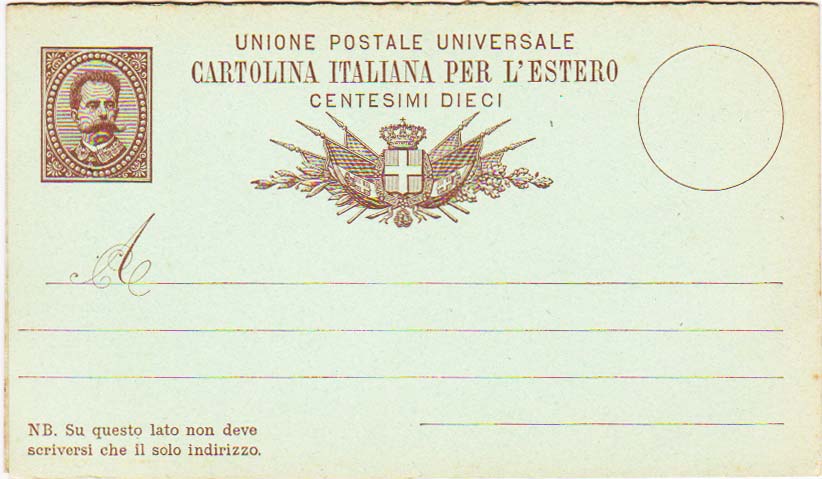 UNIONE POSTALE UNIVERSALE
CARTOLINA ITALIANA PER L'ESTERO
CENTESIMI DIECI
A
NB. Su questo lato non deve
scriversi che il solo indirizzo.